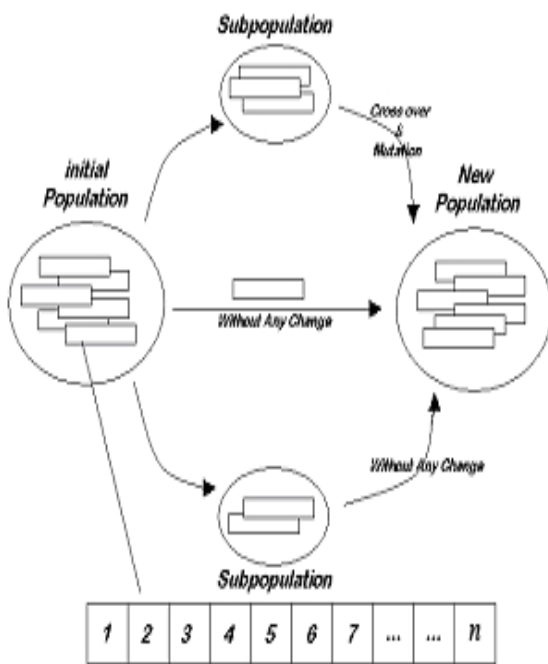 Subpopulation
Cross over
&
Mutation
initial
Population
New
Population
Without Any Change
Without Any Change
Subpopulation
1 2 3 4 5 6 7 ... ... n